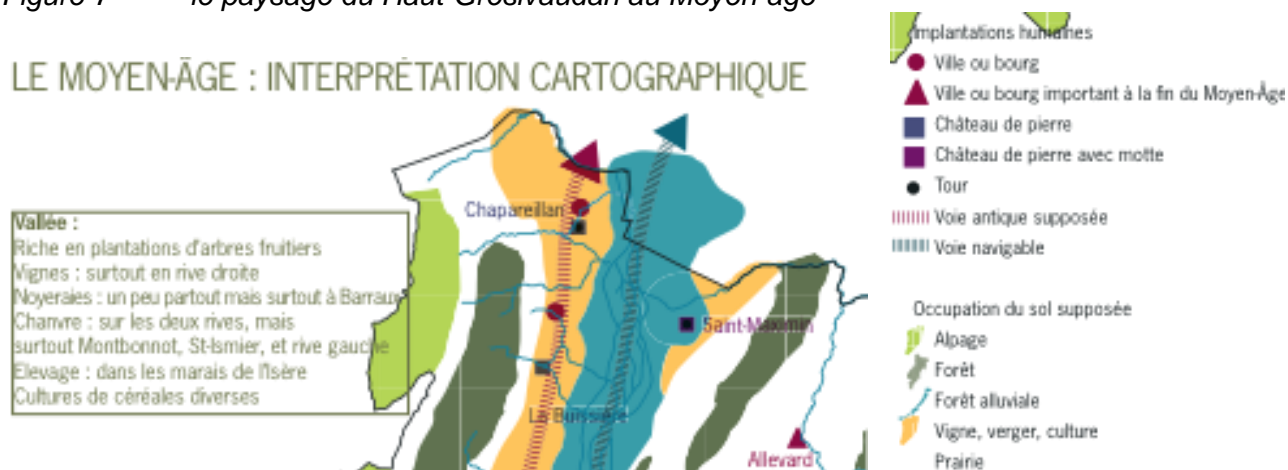 le paysage du Haut Grésivaudan au Moyen-âge
LE MOYEN-ÂGE : INTERPRÉTATION CARTOGRAPHIQUE
Vallée :
Riche en plantations d'arbres fruitiers
Vignes : surtout en rive droite
Noyeraies : un peu partout mais surtout à Barraux
Chanvre : sur les deux rives, mais
surtout Montbonnot, St-Ismier, et rive gauche
Elevage : dans les marais de l'Isère
Cultures de céréales diverses
Chapareillan
Saint-Maximin
La Buissière
Allevard
Implantations humaines
Ville ou bourg
Ville ou bourg important à la fin du Moyen-Âge
Château de pierre
Château de pierre avec motte
Tour
Voie antique supposée
Voie navigable
Occupation du sol supposée
Alpage
Forêt
Forêt alluviale
Vigne, verger, culture
Prairie